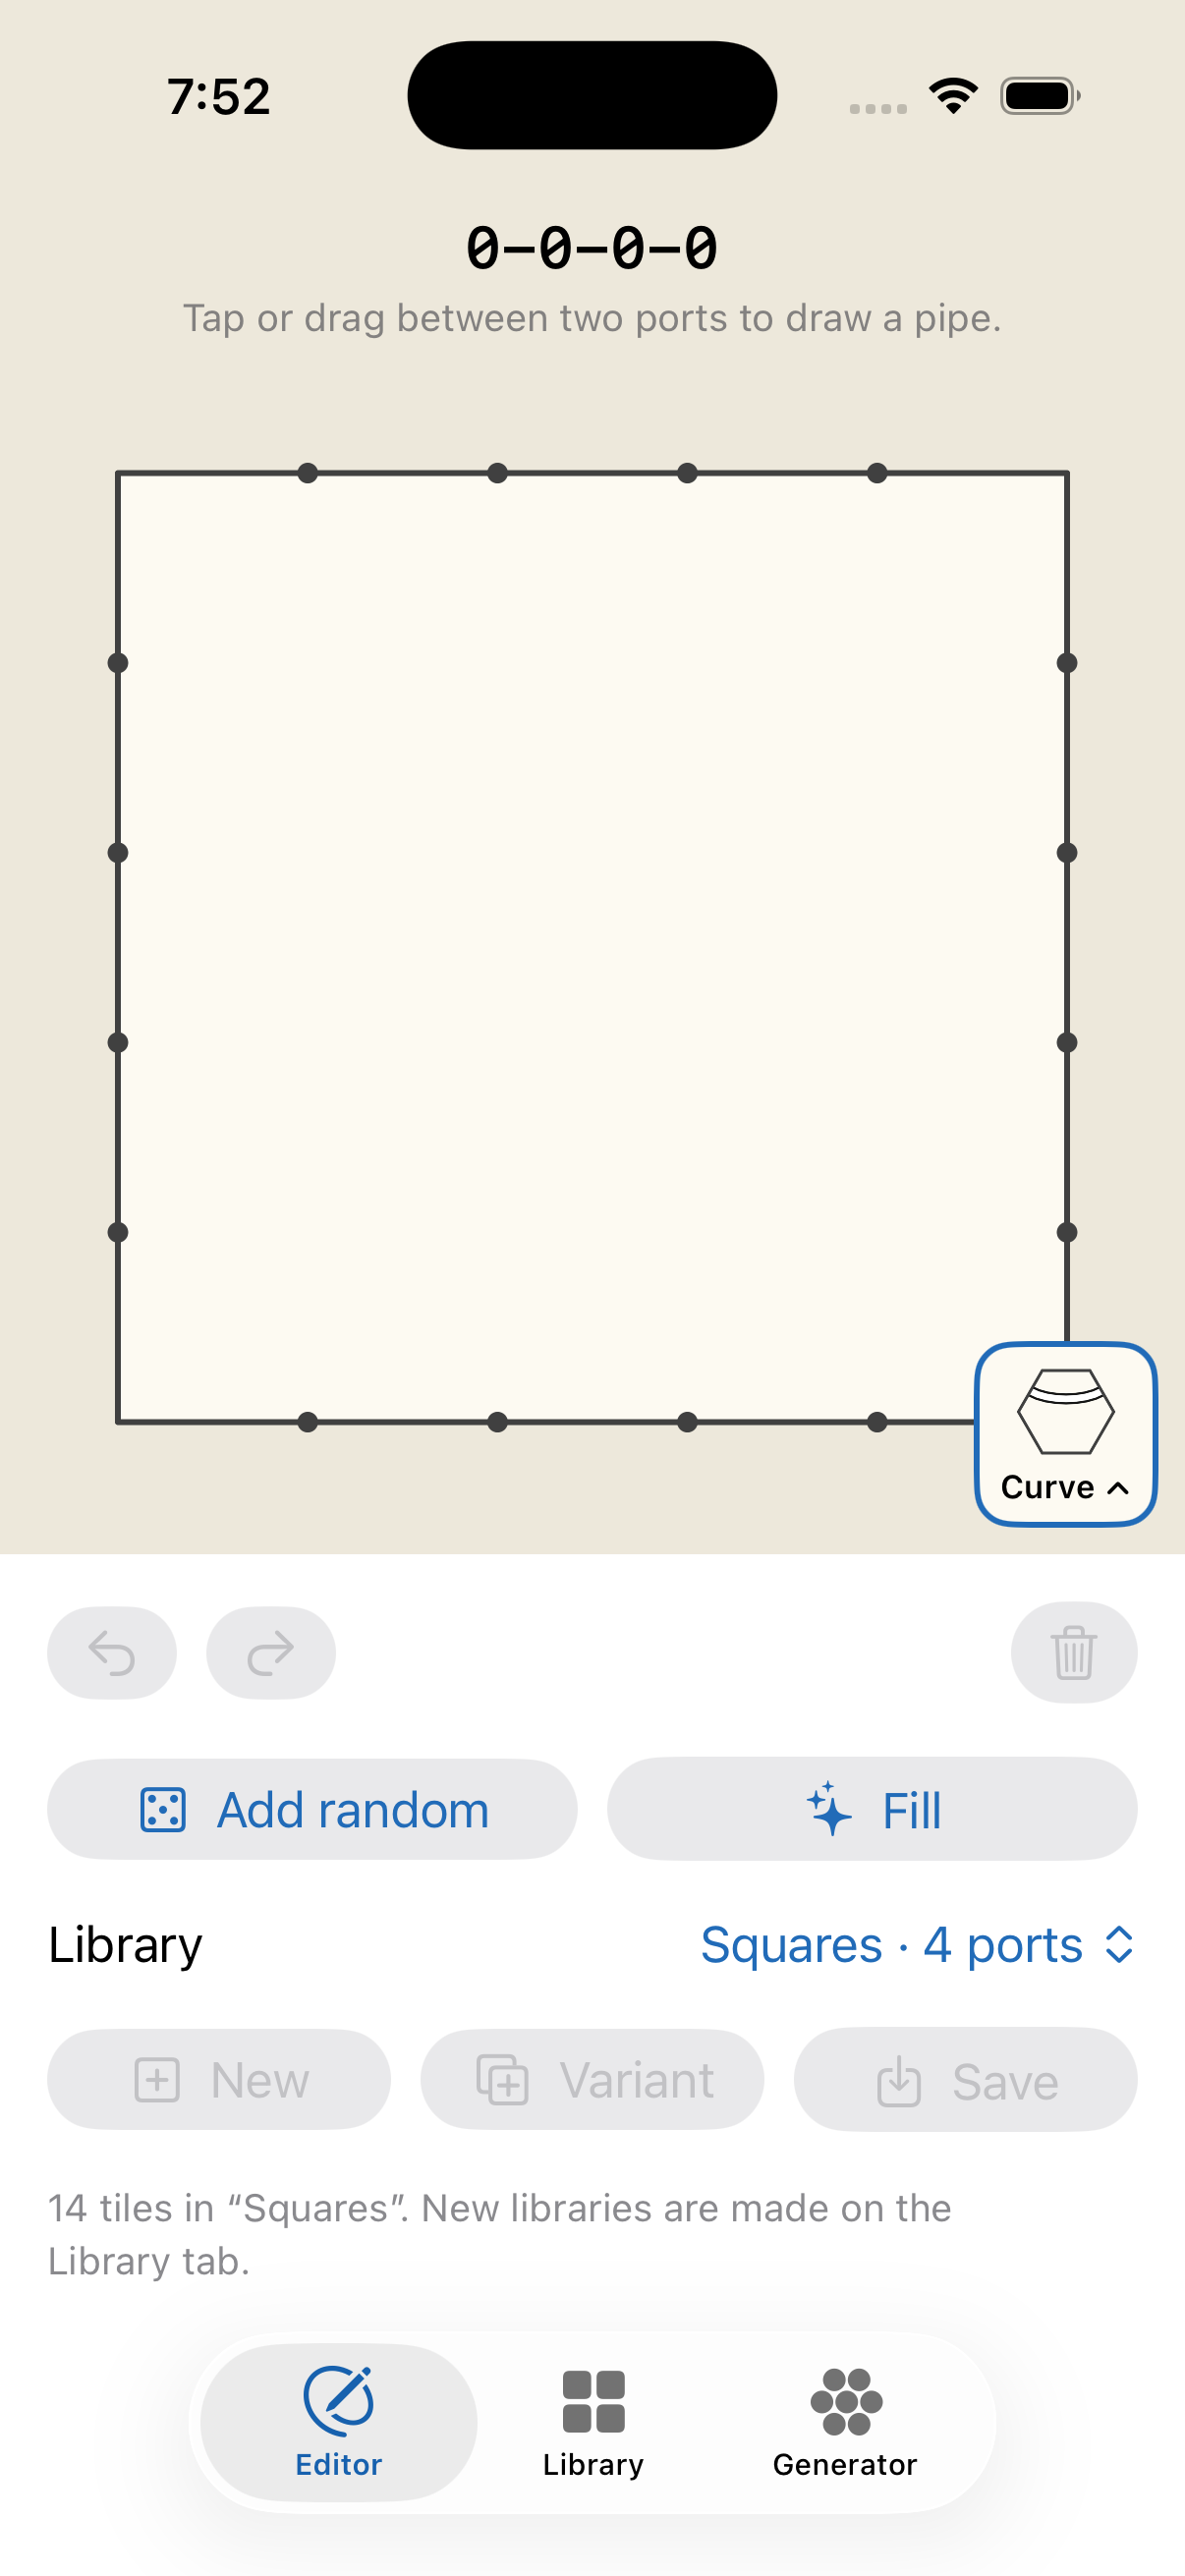 7:52
0–0–0–0
Tap or drag between two ports to draw a pipe.
Curve
Add random
Fill
Library
Squares · 4 ports
New
Variant
Save
14 tiles in “Squares”. New libraries are made on the
Library tab.
Editor
Library
Generator